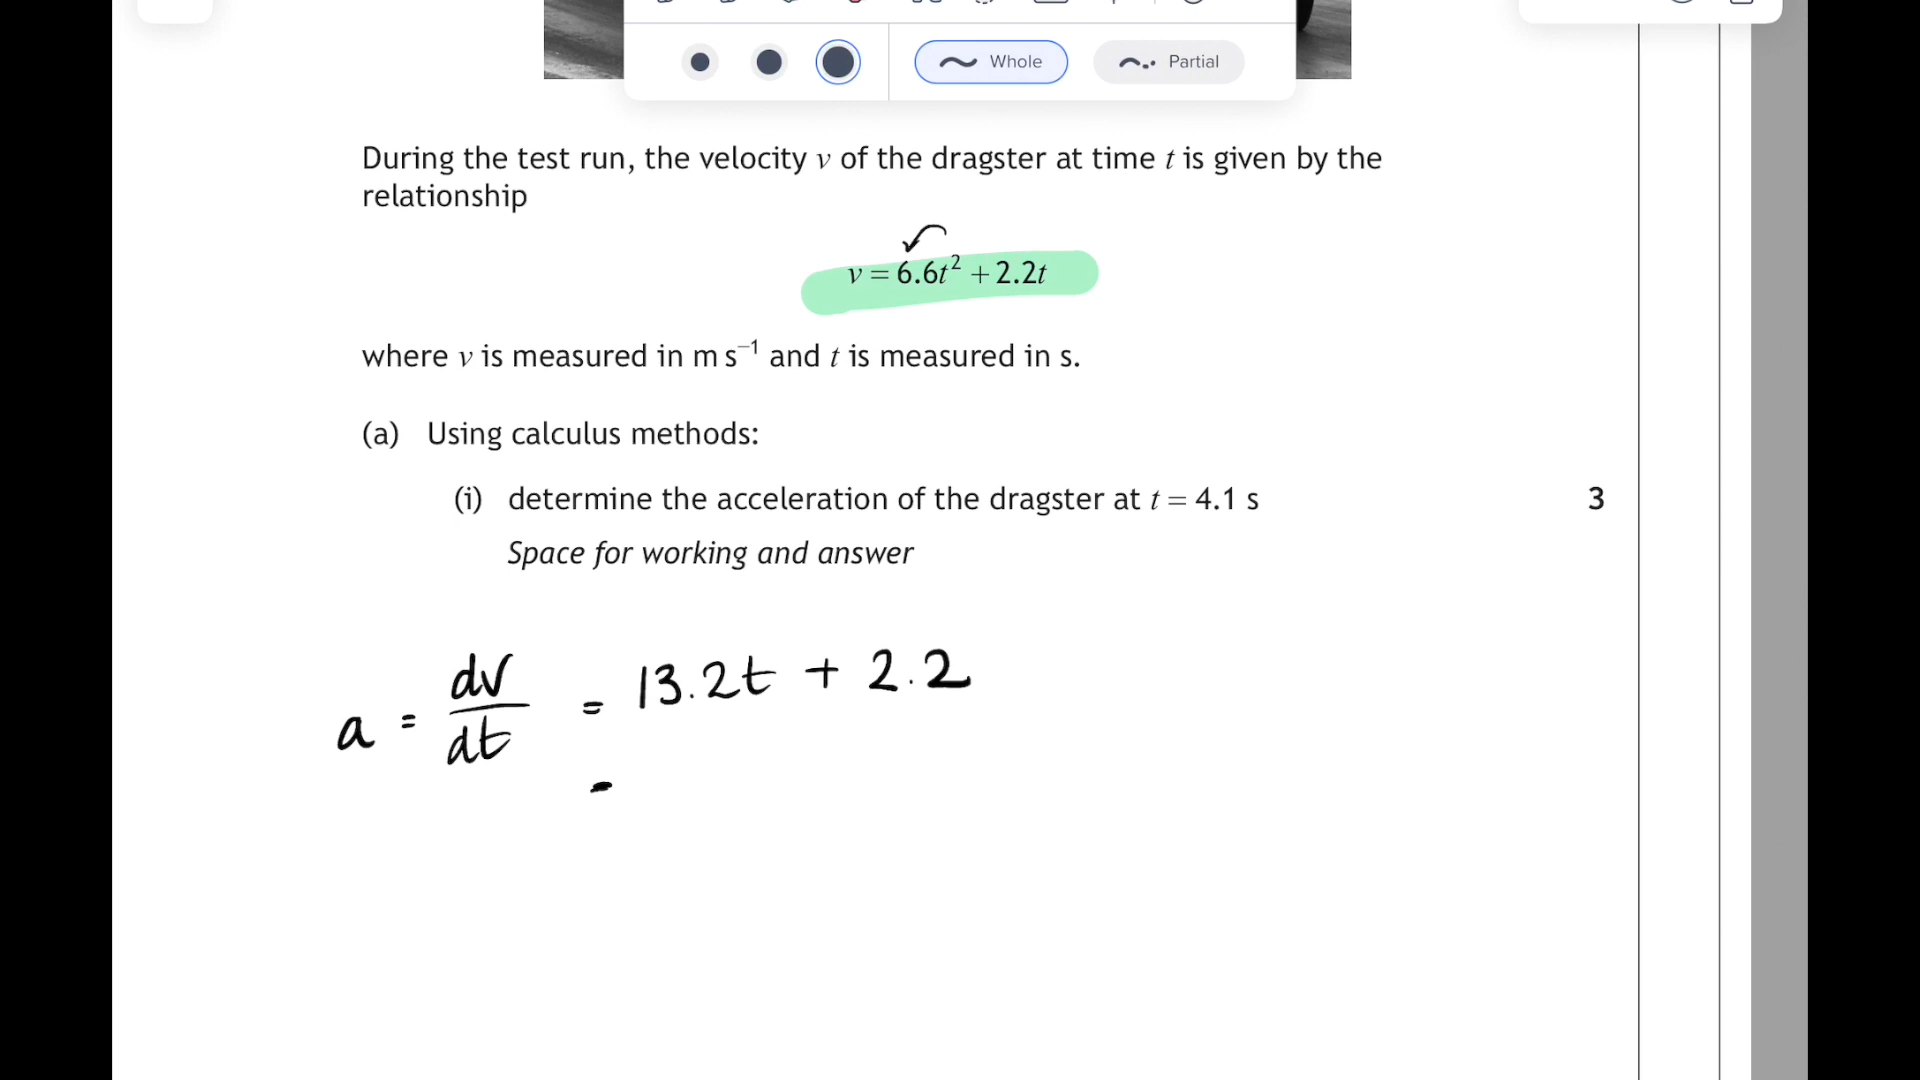 Whole Partial
During the test run, the velocity v of the dragster at time t is given by the
relationship
v = 6.6t² + 2.2t
where v is measured in m s⁻¹ and t is measured in s.
(a) Using calculus methods:
(i) determine the acceleration of the dragster at t = 4.1 s 3
Space for working and answer
a = dv/dt = 13.2t + 2.2